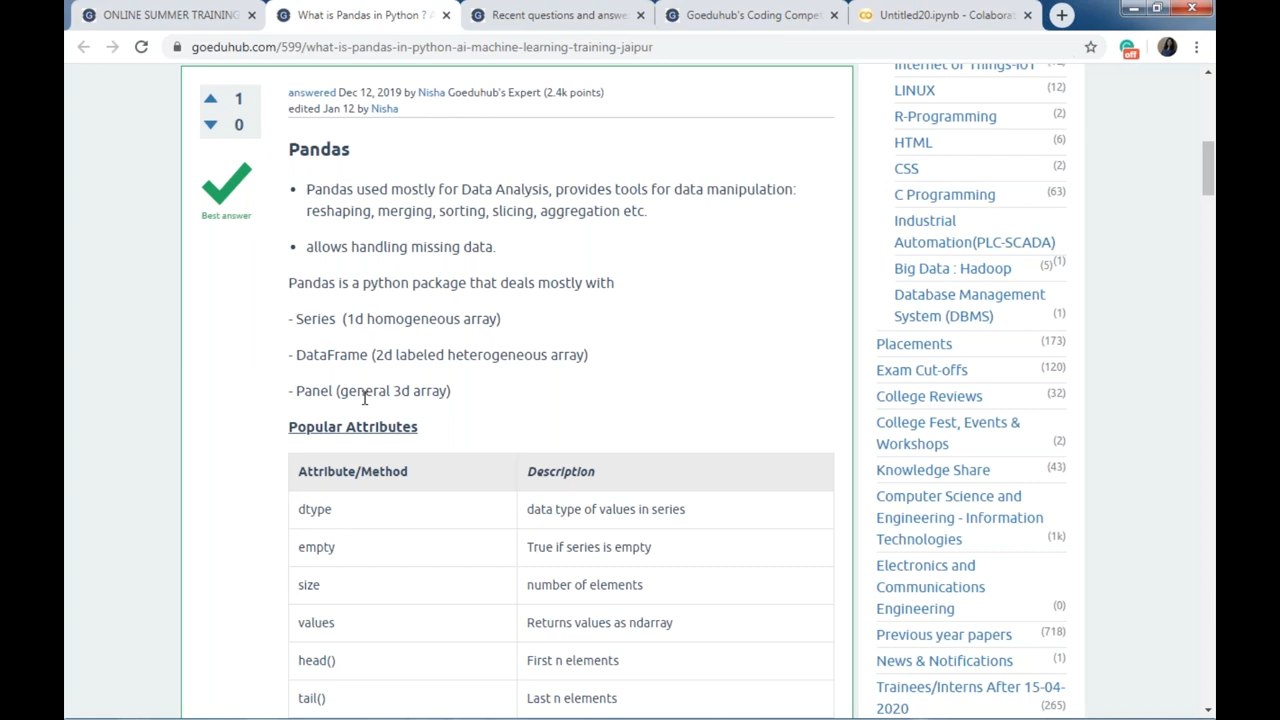 ONLINE SUMMER TRAINING
What is Pandas in Python ? A
Recent questions and answe
Goeduhub's Coding Compet
Untitled20.ipynb - Colaborat
goeduhub.com/599/what-is-pandas-in-python-ai-machine-learning-training-jaipur
off
1
0
Best answer
answered Dec 12, 2019 by Nisha Goeduhub's Expert (2.4k points)
edited Jan 12 by Nisha
Pandas
• Pandas used mostly for Data Analysis, provides tools for data manipulation:
reshaping, merging, sorting, slicing, aggregation etc.
• allows handling missing data.
Pandas is a python package that deals mostly with
- Series (1d homogeneous array)
- DataFrame (2d labeled heterogeneous array)
- Panel (general 3d array)
Popular Attributes
Attribute/Method Description
dtype data type of values in series
empty True if series is empty
size number of elements
values Returns values as ndarray
head() First n elements
tail() Last n elements
Internet of Things-IoT
LINUX (12)
R-Programming (2)
HTML (6)
CSS (2)
C Programming (63)
Industrial
Automation(PLC-SCADA) (1)
Big Data : Hadoop (5)
Database Management
System (DBMS) (1)
Placements (173)
Exam Cut-offs (120)
College Reviews (32)
College Fest, Events &
Workshops (2)
Knowledge Share (43)
Computer Science and
Engineering - Information
Technologies (1k)
Electronics and
Communications
Engineering (0)
Previous year papers (718)
News & Notifications (1)
Trainees/Interns After 15-04-
2020 (265)